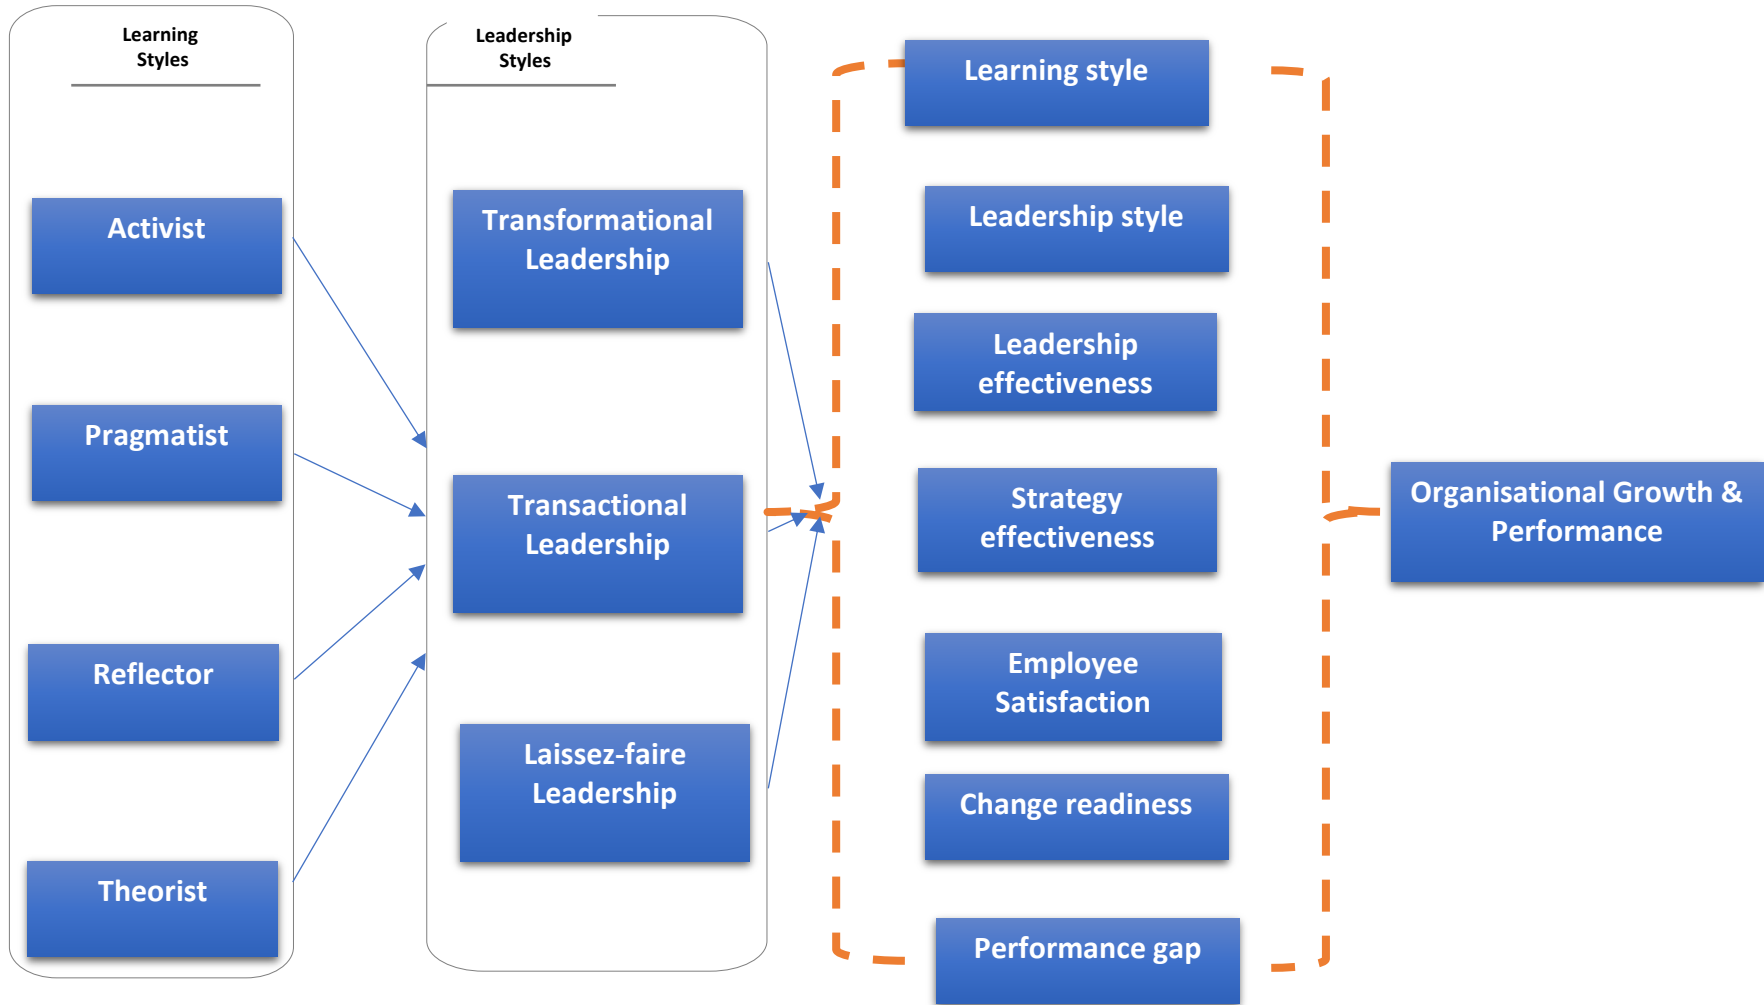 Learning
Styles
Activist
Pragmatist
Reflector
Theorist
Leadership
Styles
Transformational
Leadership
Transactional
Leadership
Laissez-faire
Leadership
Learning style
Leadership style
Leadership
effectiveness
Strategy
effectiveness
Employee
Satisfaction
Change readiness
Performance gap
Organisational Growth &
Performance